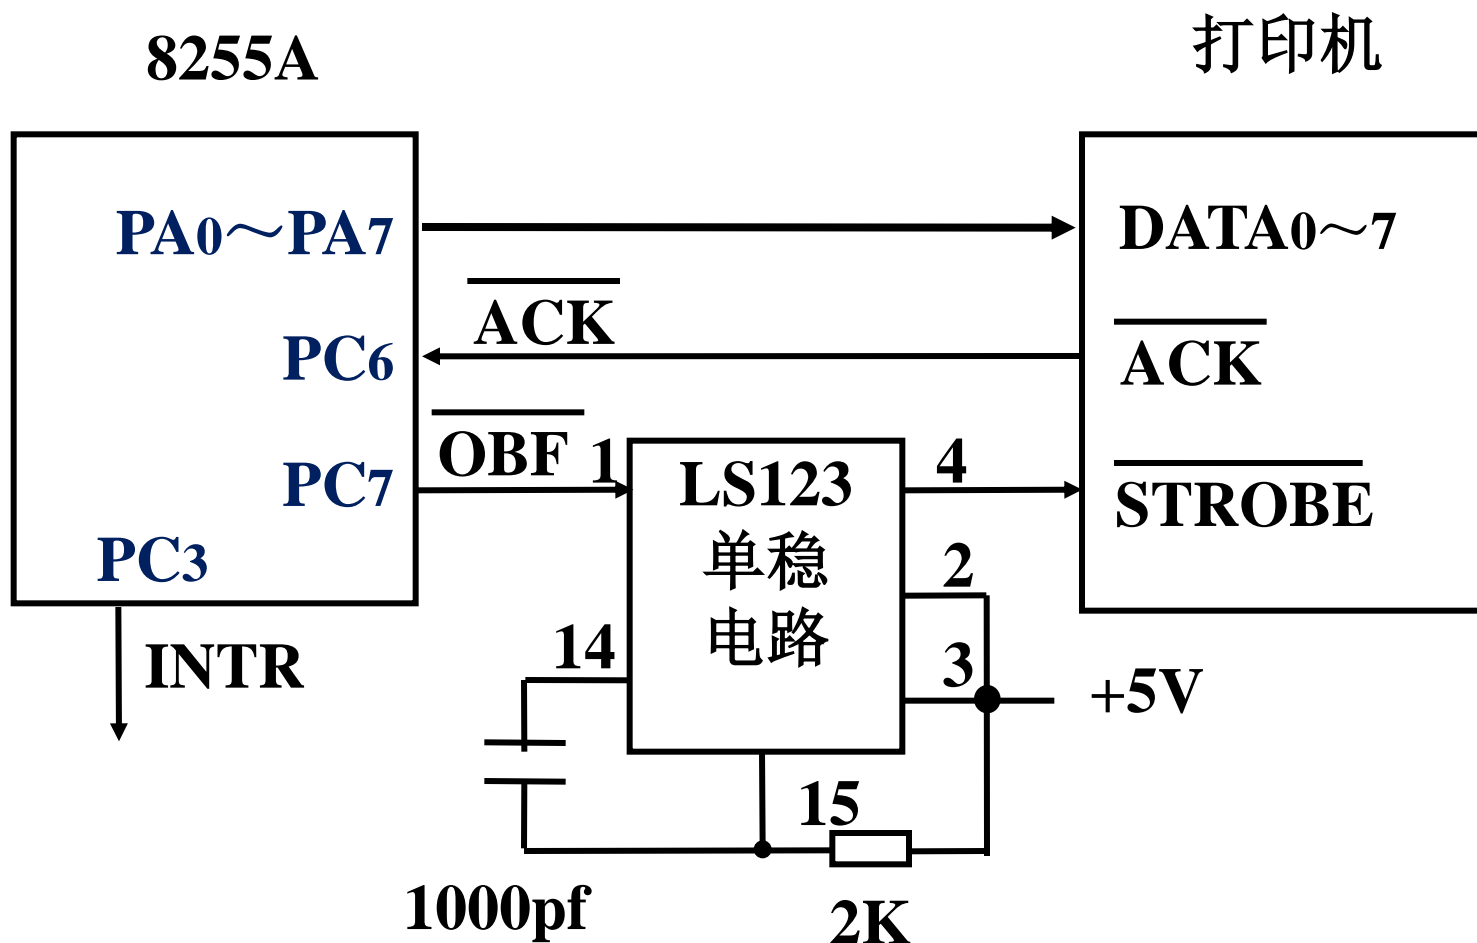 8255A
打印机
PA0～PA7
DATA0～7
ACK
PC6
ACK
OBF
1
LS123
4
PC7
STROBE
单稳
2
PC3
电路
14
3
INTR
+5V
15
1000pf
2K